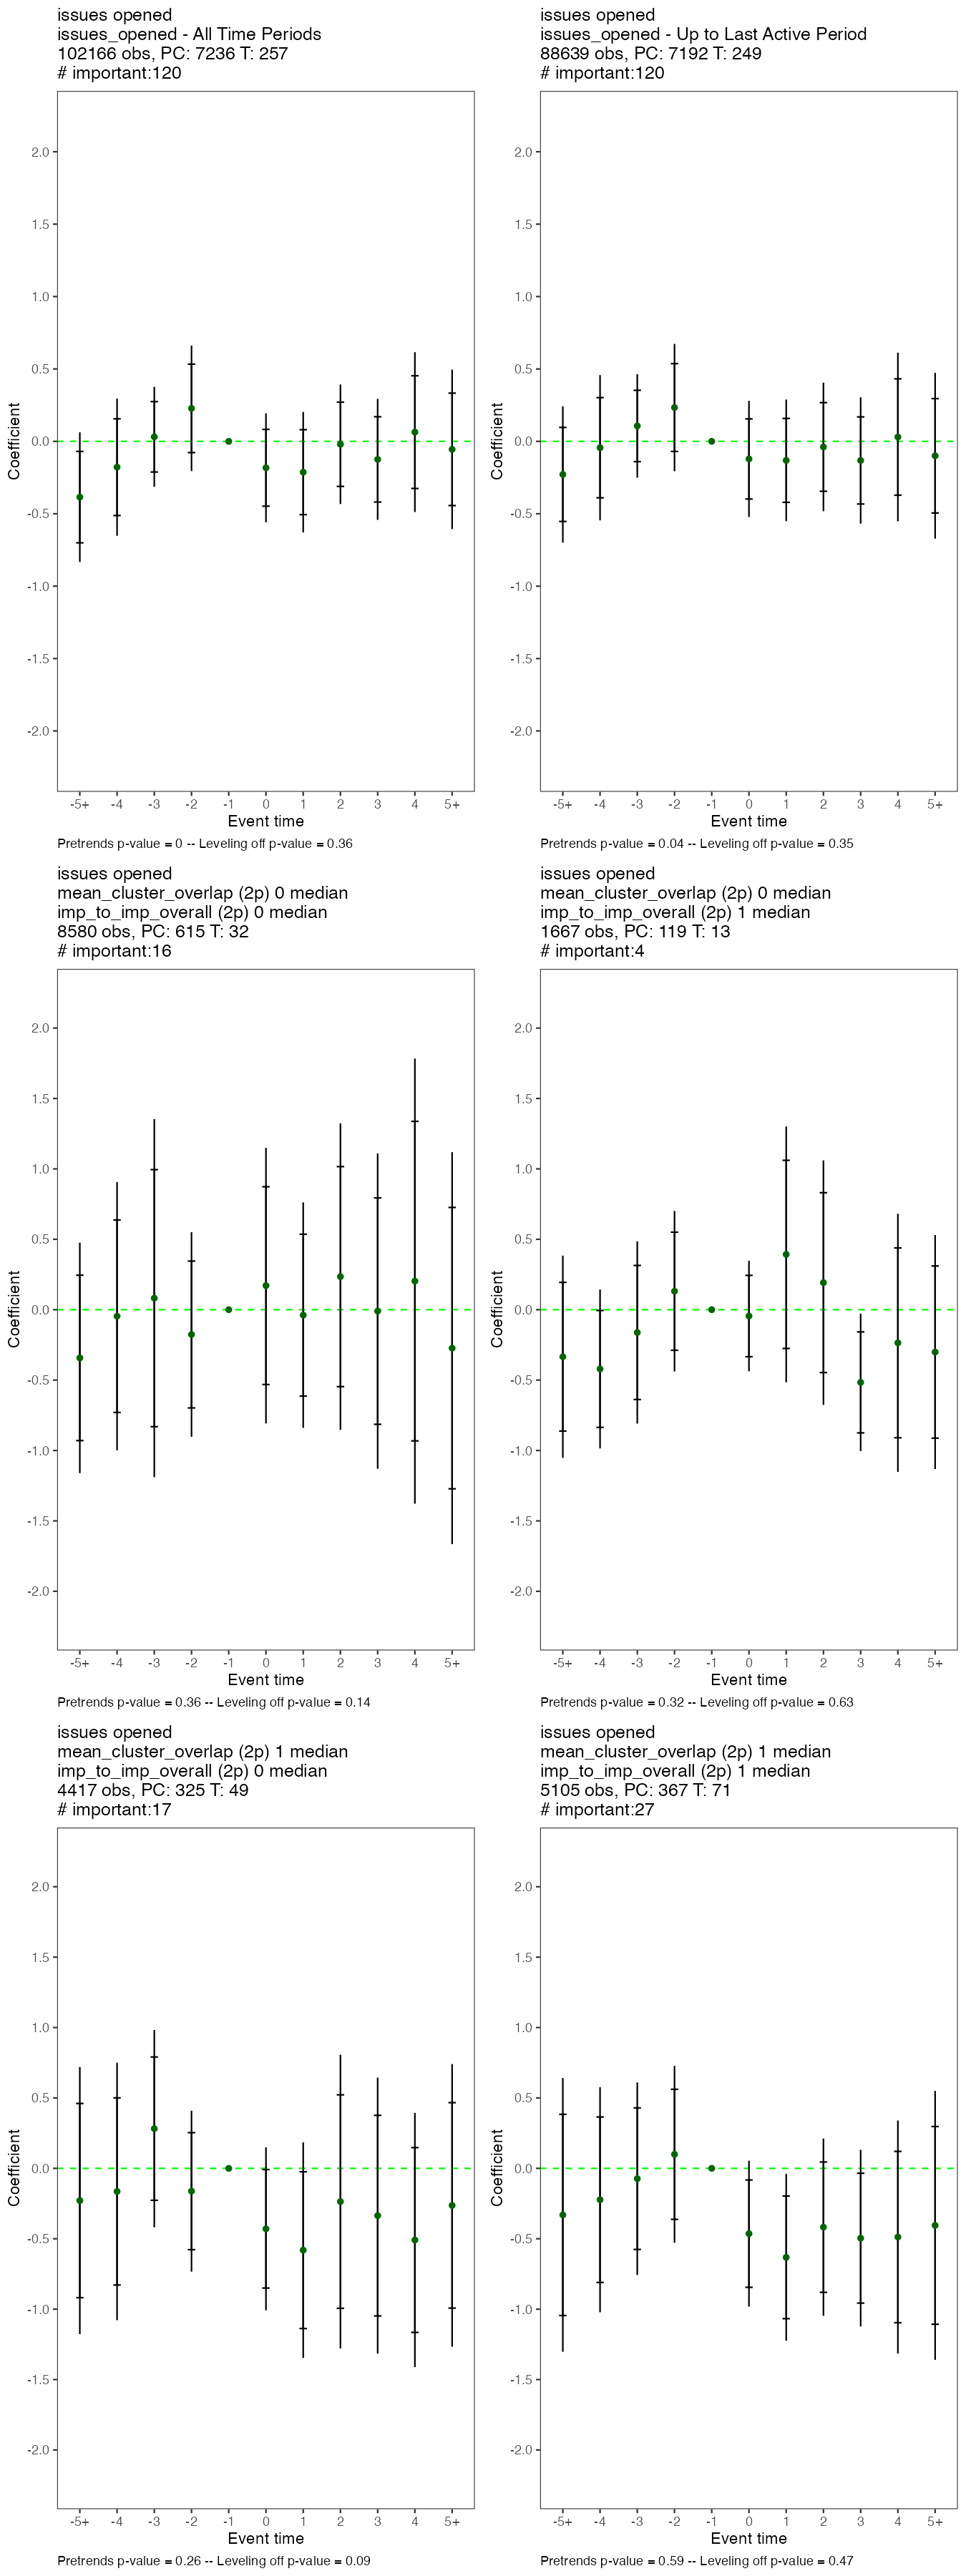 issues opened
issues_opened - All Time Periods
102166 obs, PC: 7236 T: 257
# important:120
Coefficient
2.0
1.5
1.0
0.5
0.0
-0.5
-1.0
-1.5
-2.0
-5+ -4 -3 -2 -1 0 1 2 3 4 5+
Event time
Pretrends p-value = 0 -- Leveling off p-value = 0.36
issues opened
issues_opened - Up to Last Active Period
88639 obs, PC: 7192 T: 249
# important:120
Coefficient
2.0
1.5
1.0
0.5
0.0
-0.5
-1.0
-1.5
-2.0
-5+ -4 -3 -2 -1 0 1 2 3 4 5+
Event time
Pretrends p-value = 0.04 -- Leveling off p-value = 0.35
issues opened
mean_cluster_overlap (2p) 0 median
imp_to_imp_overall (2p) 0 median
8580 obs, PC: 615 T: 32
# important:16
Coefficient
2.0
1.5
1.0
0.5
0.0
-0.5
-1.0
-1.5
-2.0
-5+ -4 -3 -2 -1 0 1 2 3 4 5+
Event time
Pretrends p-value = 0.36 -- Leveling off p-value = 0.14
issues opened
mean_cluster_overlap (2p) 0 median
imp_to_imp_overall (2p) 1 median
1667 obs, PC: 119 T: 13
# important:4
Coefficient
2.0
1.5
1.0
0.5
0.0
-0.5
-1.0
-1.5
-2.0
-5+ -4 -3 -2 -1 0 1 2 3 4 5+
Event time
Pretrends p-value = 0.32 -- Leveling off p-value = 0.63
issues opened
mean_cluster_overlap (2p) 1 median
imp_to_imp_overall (2p) 0 median
4417 obs, PC: 325 T: 49
# important:17
Coefficient
2.0
1.5
1.0
0.5
0.0
-0.5
-1.0
-1.5
-2.0
-5+ -4 -3 -2 -1 0 1 2 3 4 5+
Event time
Pretrends p-value = 0.26 -- Leveling off p-value = 0.09
issues opened
mean_cluster_overlap (2p) 1 median
imp_to_imp_overall (2p) 1 median
5105 obs, PC: 367 T: 71
# important:27
Coefficient
2.0
1.5
1.0
0.5
0.0
-0.5
-1.0
-1.5
-2.0
-5+ -4 -3 -2 -1 0 1 2 3 4 5+
Event time
Pretrends p-value = 0.59 -- Leveling off p-value = 0.47